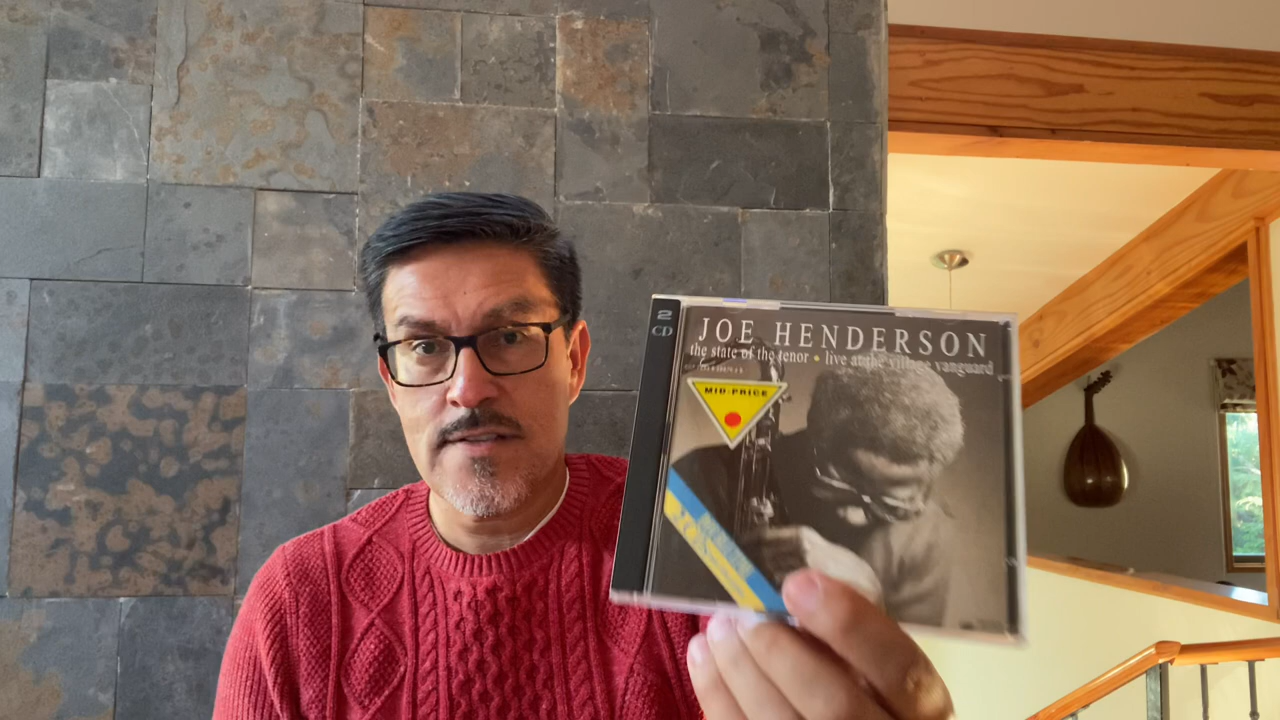 2
CD
JOE HENDERSON
the state of the tenor • live at the village vanguard
MID-PRICE